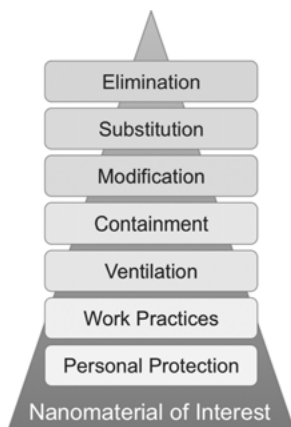 Elimination
Substitution
Modification
Containment
Ventilation
Work Practices
Personal Protection
Nanomaterial of Interest